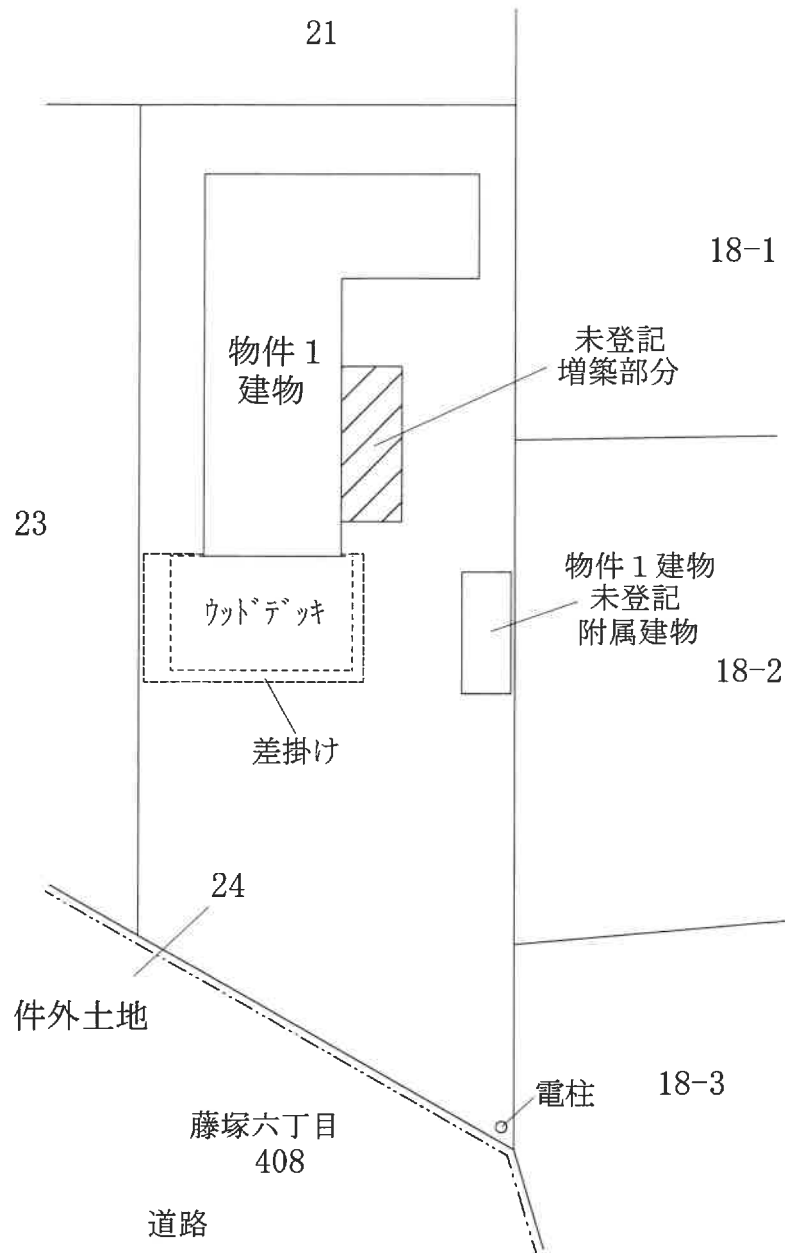 21
18-1
物件1
建物
未登記
増築部分
23
物件1建物
未登記
附属建物
ウッドデッキ
18-2
差掛け
24
件外土地
電柱
18-3
藤塚六丁目
408
道路